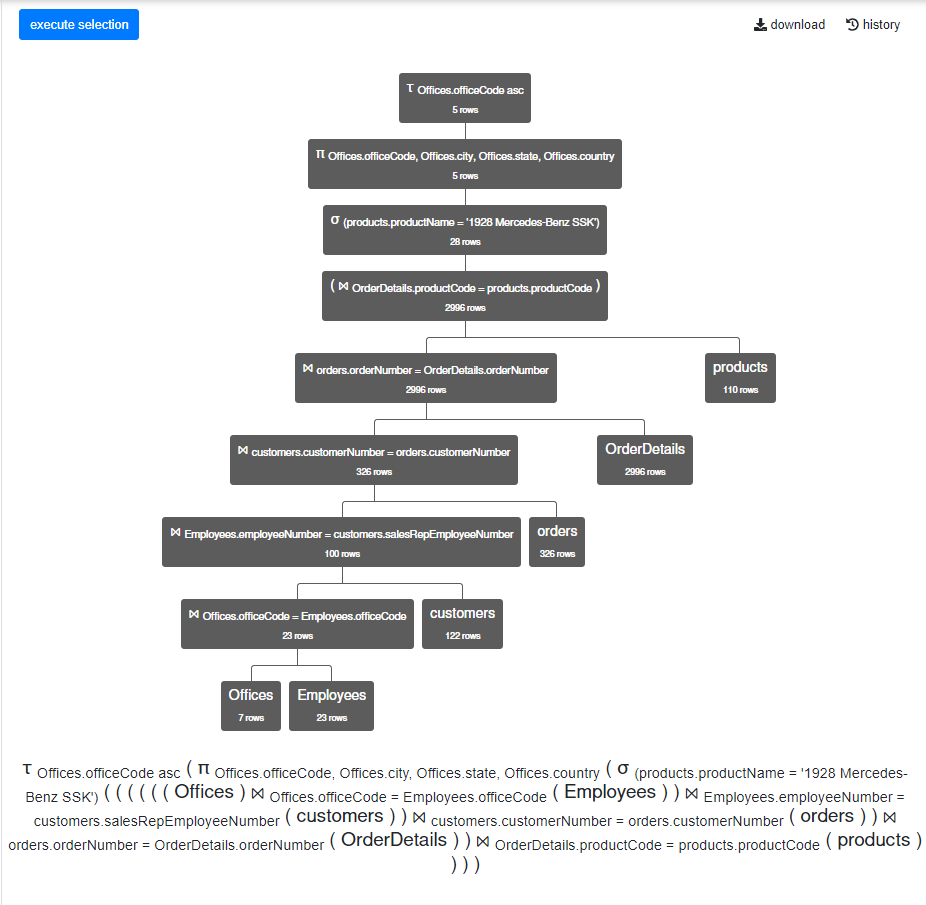 execute selection
download
history
τ Offices.officeCode asc
5 rows
π Offices.officeCode, Offices.city, Offices.state, Offices.country
5 rows
σ (products.productName = '1928 Mercedes-Benz SSK')
28 rows
( ⋈ OrderDetails.productCode = products.productCode )
2996 rows
⋈ orders.orderNumber = OrderDetails.orderNumber
2996 rows
products
110 rows
⋈ customers.customerNumber = orders.customerNumber
326 rows
OrderDetails
2996 rows
⋈ Employees.employeeNumber = customers.salesRepEmployeeNumber
100 rows
orders
326 rows
⋈ Offices.officeCode = Employees.officeCode
23 rows
customers
122 rows
Offices
7 rows
Employees
23 rows
τ Offices.officeCode asc ( π Offices.officeCode, Offices.city, Offices.state, Offices.country ( σ (products.productName = '1928 Mercedes-
Benz SSK') ( ( ( ( ( ( Offices ) ⋈ Offices.officeCode = Employees.officeCode ( Employees ) ) ⋈ Employees.employeeNumber =
customers.salesRepEmployeeNumber ( customers ) ) ⋈ customers.customerNumber = orders.customerNumber ( orders ) ) ⋈
orders.orderNumber = OrderDetails.orderNumber ( OrderDetails ) ) ⋈ OrderDetails.productCode = products.productCode ( products )
) ) )